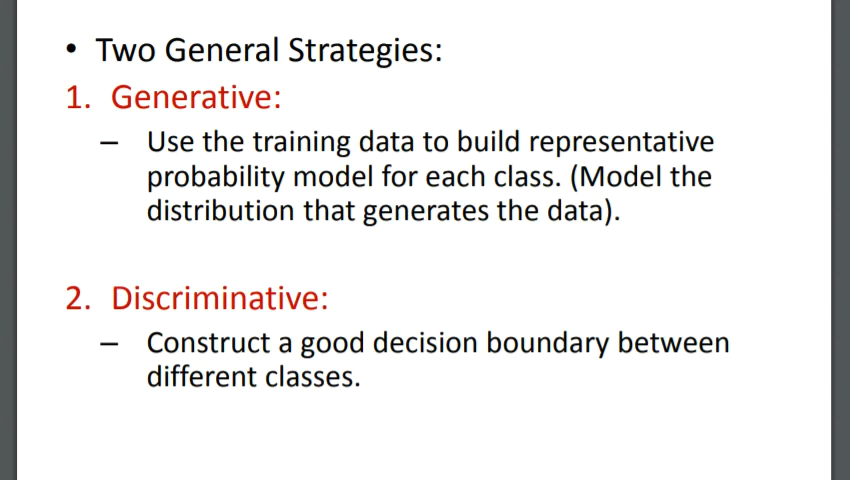 • Two General Strategies:
1. Generative:
– Use the training data to build representative
probability model for each class. (Model the
distribution that generates the data).
2. Discriminative:
– Construct a good decision boundary between
different classes.